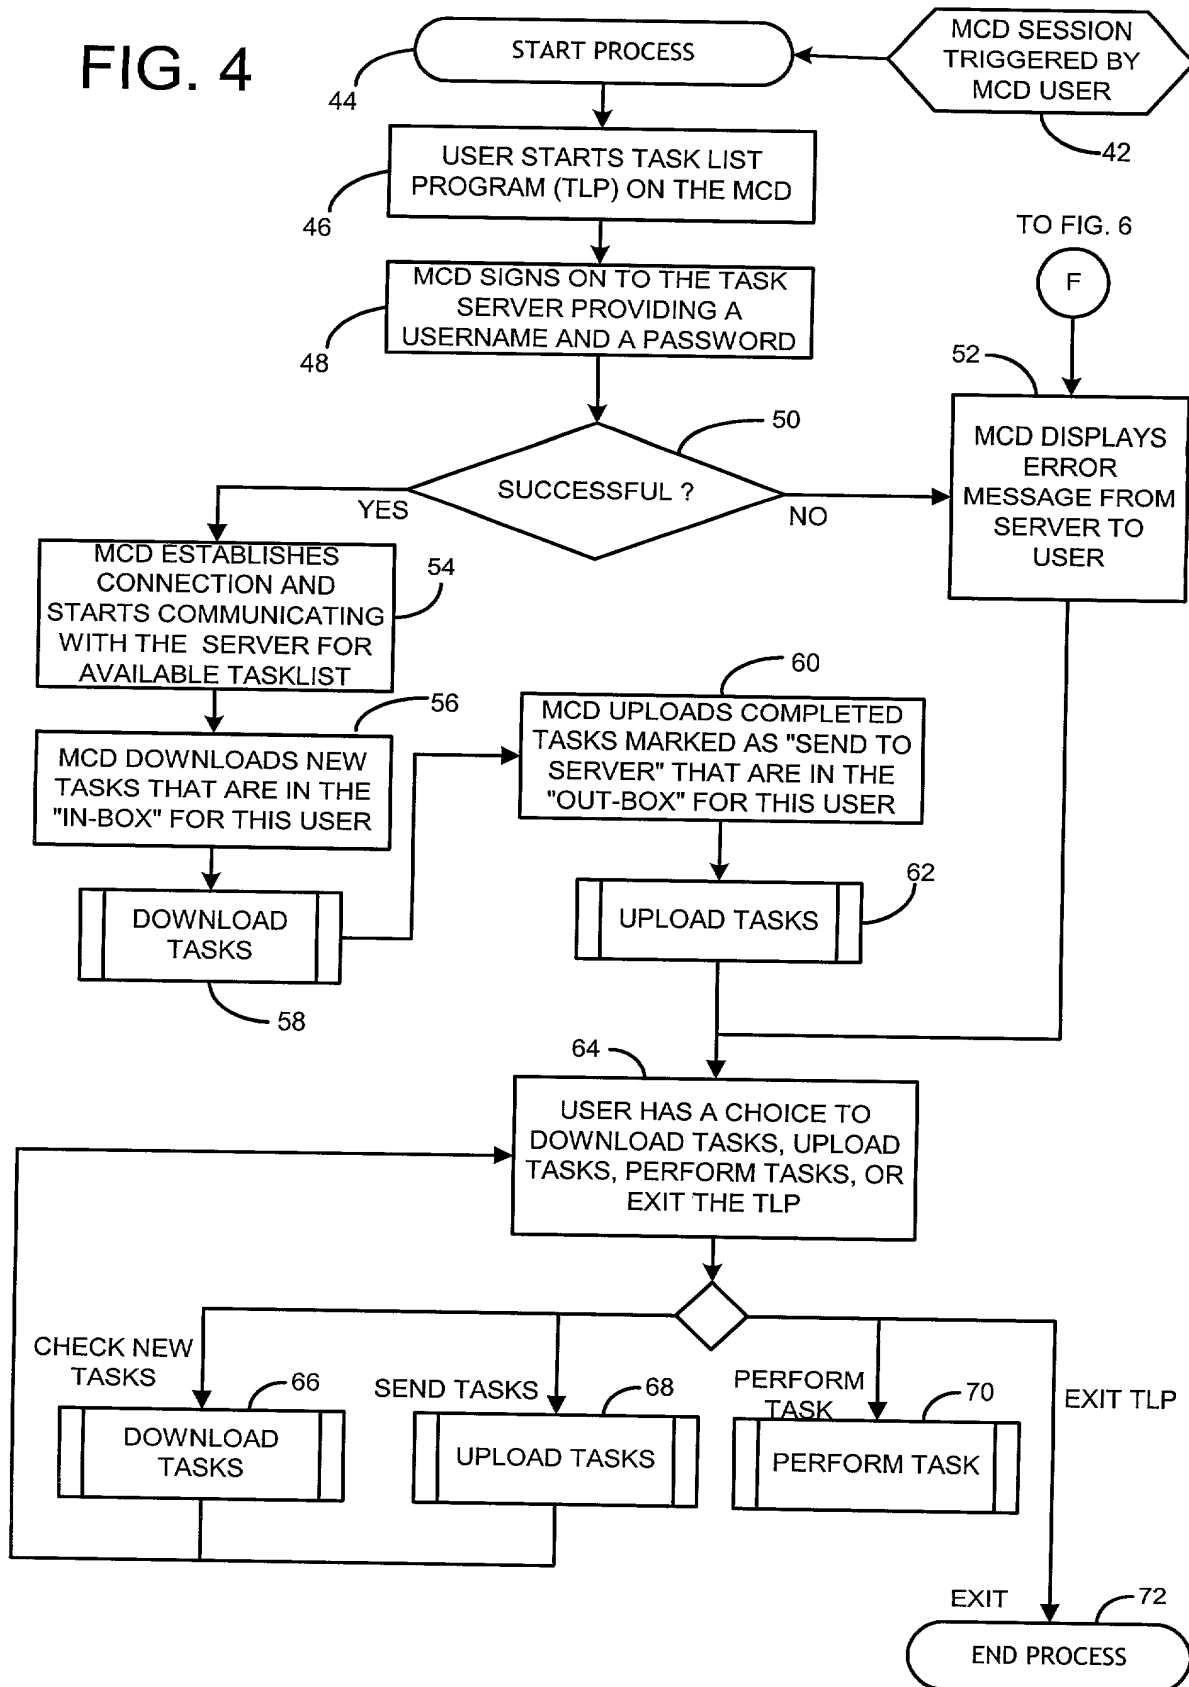 FIG. 4
START PROCESS
MCD SESSION
TRIGGERED BY
MCD USER
44
42
USER STARTS TASK LIST
PROGRAM (TLP) ON THE MCD
46
TO FIG. 6
F
MCD SIGNS ON TO THE TASK
SERVER PROVIDING A
USERNAME AND A PASSWORD
48
52
50
SUCCESSFUL ?
YES
NO
MCD DISPLAYS
ERROR
MESSAGE FROM
SERVER TO
USER
MCD ESTABLISHES
CONNECTION AND
STARTS COMMUNICATING
WITH THE SERVER FOR
AVAILABLE TASKLIST
54
56
MCD DOWNLOADS NEW
TASKS THAT ARE IN THE
"IN-BOX" FOR THIS USER
60
MCD UPLOADS COMPLETED
TASKS MARKED AS "SEND TO
SERVER" THAT ARE IN THE
"OUT-BOX" FOR THIS USER
DOWNLOAD
TASKS
58
UPLOAD TASKS
62
64
USER HAS A CHOICE TO
DOWNLOAD TASKS, UPLOAD
TASKS, PERFORM TASKS, OR
EXIT THE TLP
CHECK NEW
TASKS
SEND TASKS
PERFORM
TASK
EXIT TLP
66
DOWNLOAD
TASKS
68
UPLOAD TASKS
70
PERFORM TASK
EXIT
72
END PROCESS